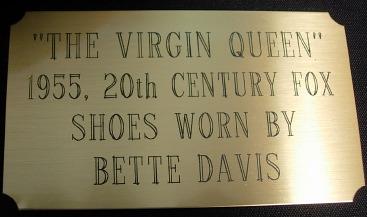 "THE VIRGIN QUEEN"
1955, 20th CENTURY FOX
SHOES WORN BY
BETTE DAVIS